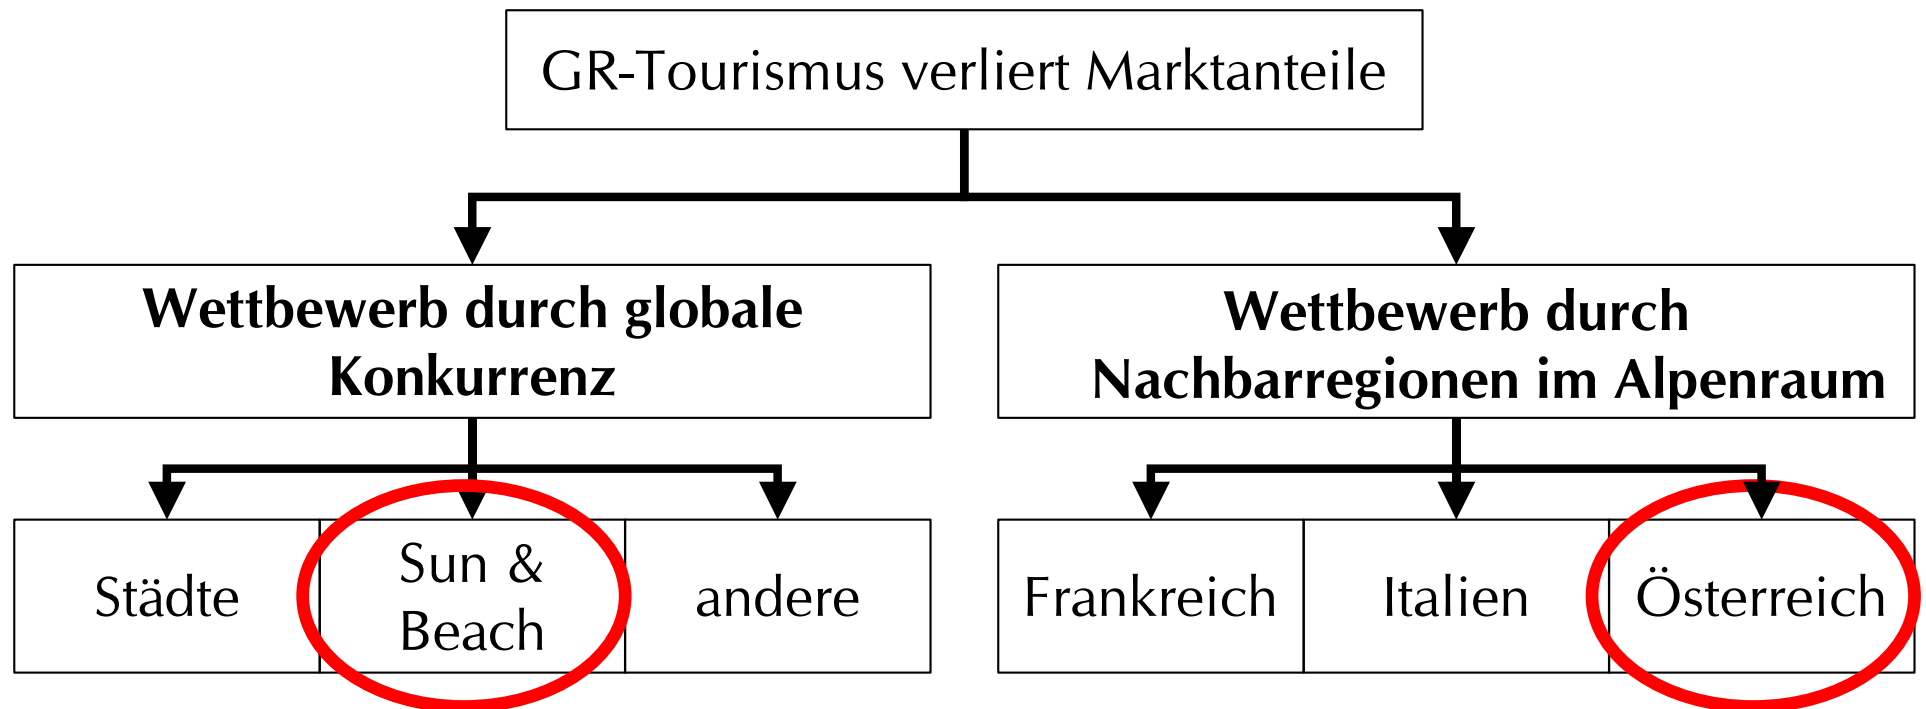 GR-Tourismus verliert Marktanteile
Wettbewerb durch globale
Konkurrenz
Wettbewerb durch
Nachbarregionen im Alpenraum
Städte
Sun &
Beach
andere
Frankreich
Italien
Österreich